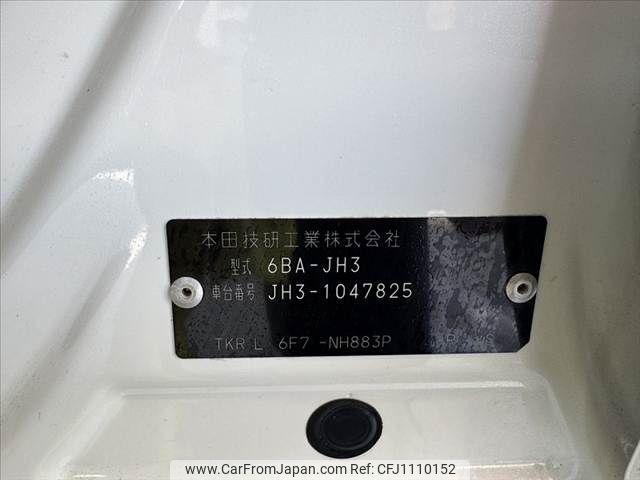 本田技研工業株式会社
型式 6BA-JH3
車台番号 JH3-1047825
TKR L 6F7 -NH883P
www.CarFromJapan.com - CFJ1110152